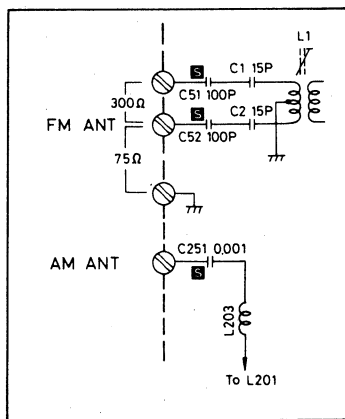 L1
S
C1 15P
C51 100P
300Ω
S
FM ANT
C2 15P
C52 100P
75Ω
C251 0,001
AM ANT
S
L203
To L201